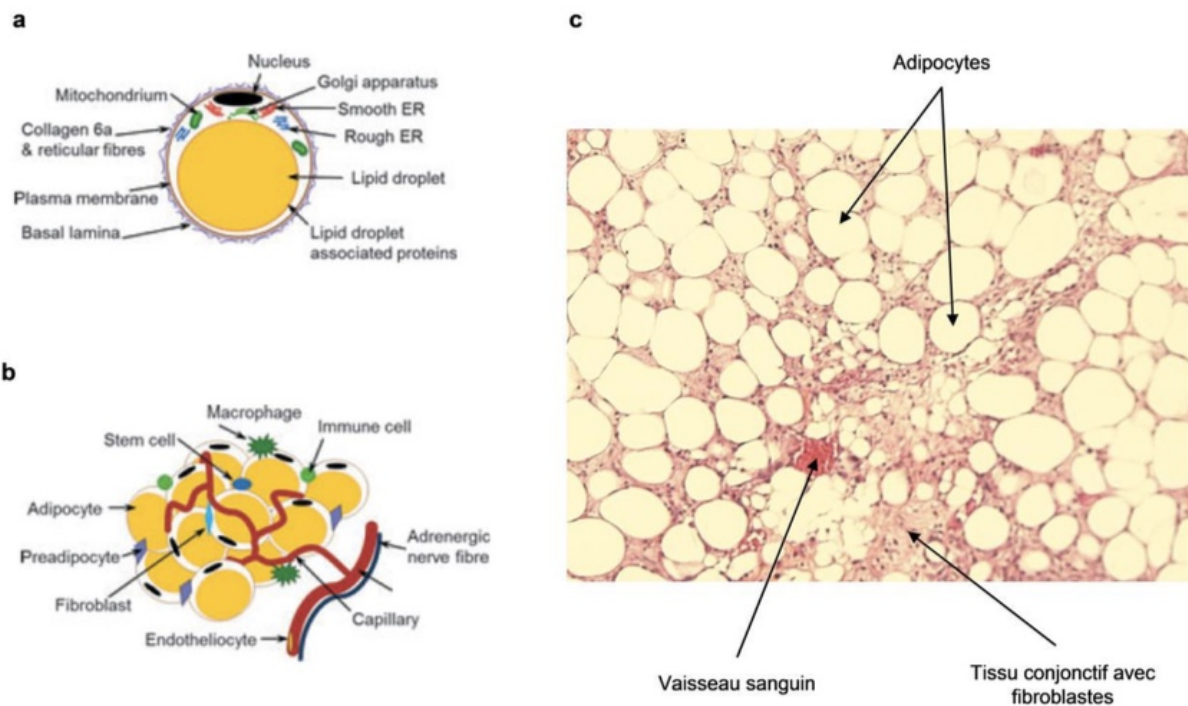 a
Nucleus
Golgi apparatus
Mitochondrium
Smooth ER
Collagen 6a
& reticular fibres
Rough ER
Lipid droplet
Plasma membrane
Basal lamina
Lipid droplet
associated proteins
b
Macrophage
Immune cell
Stem cell
Adipocyte
Adrenergic
nerve fibre
Preadipocyte
Fibroblast
Capillary
Endotheliocyte
c
Adipocytes
Vaisseau sanguin
Tissu conjonctif avec
fibroblastes